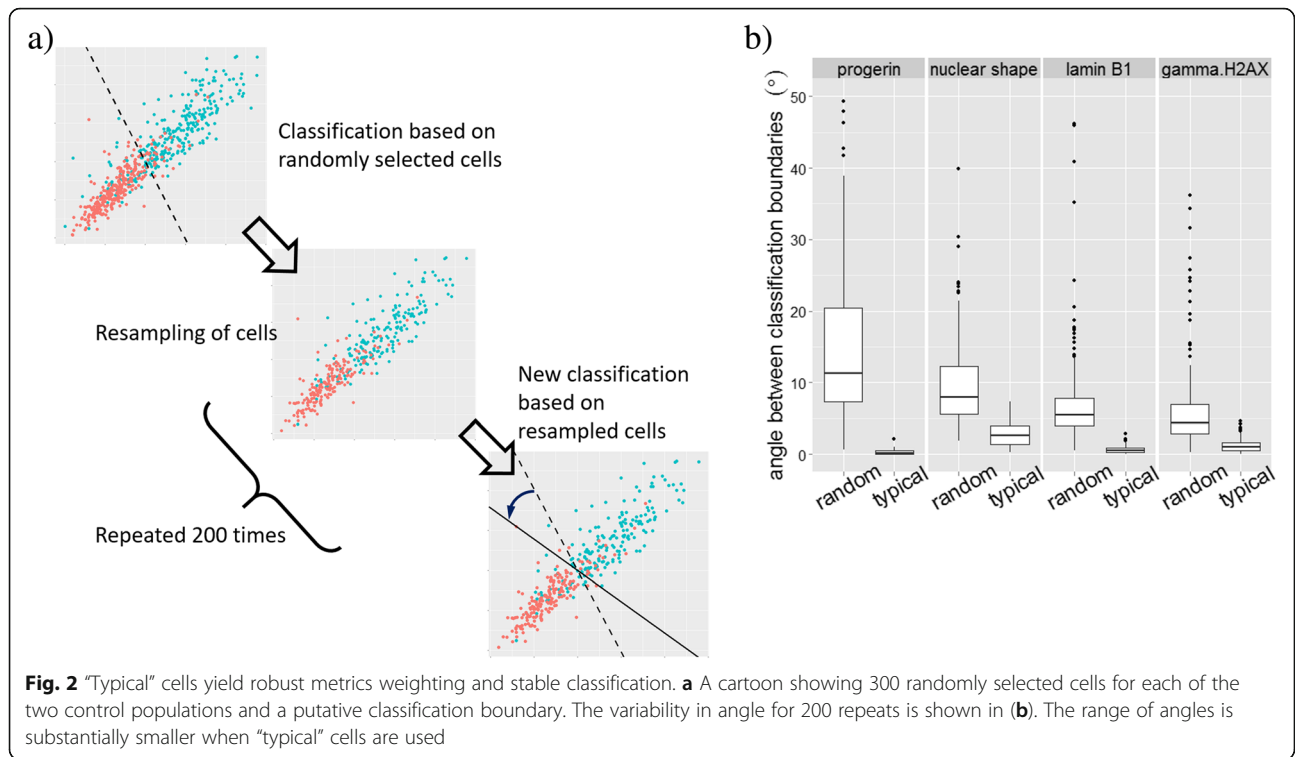 a)
Classification based on
randomly selected cells
Resampling of cells
Repeated 200 times
New classification
based on
resampled cells
b)
progerin
nuclear shape
lamin B1
gamma.H2AX
angle between classification boundaries (°)
50
40
30
20
10
0
random
typical
random
typical
random
typical
random
typical
Fig. 2 "Typical" cells yield robust metrics weighting and stable classification. a A cartoon showing 300 randomly selected cells for each of the
two control populations and a putative classification boundary. The variability in angle for 200 repeats is shown in (b). The range of angles is
substantially smaller when "typical" cells are used